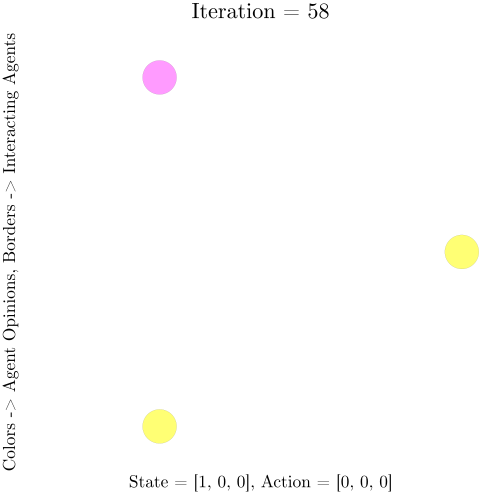 Iteration = 58
Colors -> Agent Opinions, Borders -> Interacting Agents
State = [1, 0, 0], Action = [0, 0, 0]